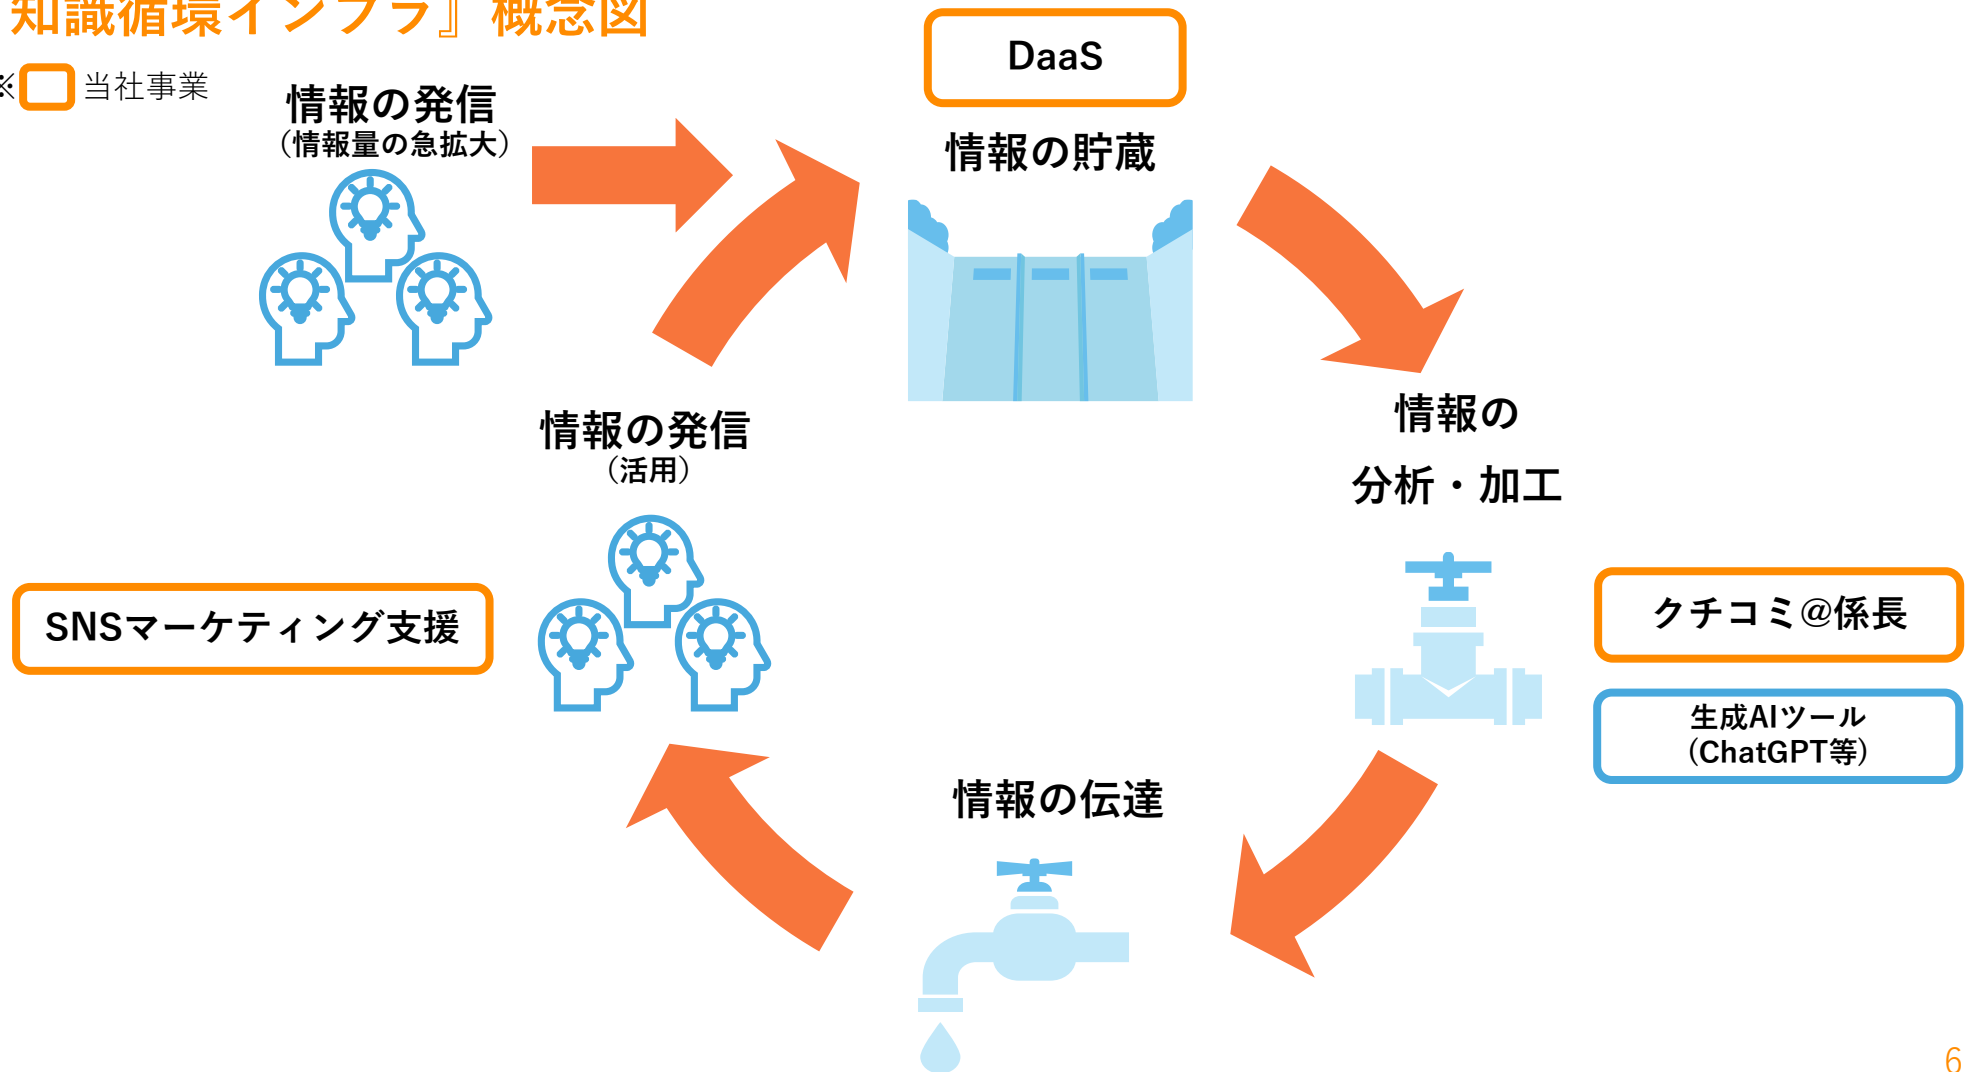 知識循環インフラ』概念図
※ 当社事業
情報の発信
（情報量の急拡大）
DaaS
情報の貯蔵
情報の
分析・加工
クチコミ@係長
生成AIツール
(ChatGPT等)
情報の伝達
情報の発信
（活用）
SNSマーケティング支援
6